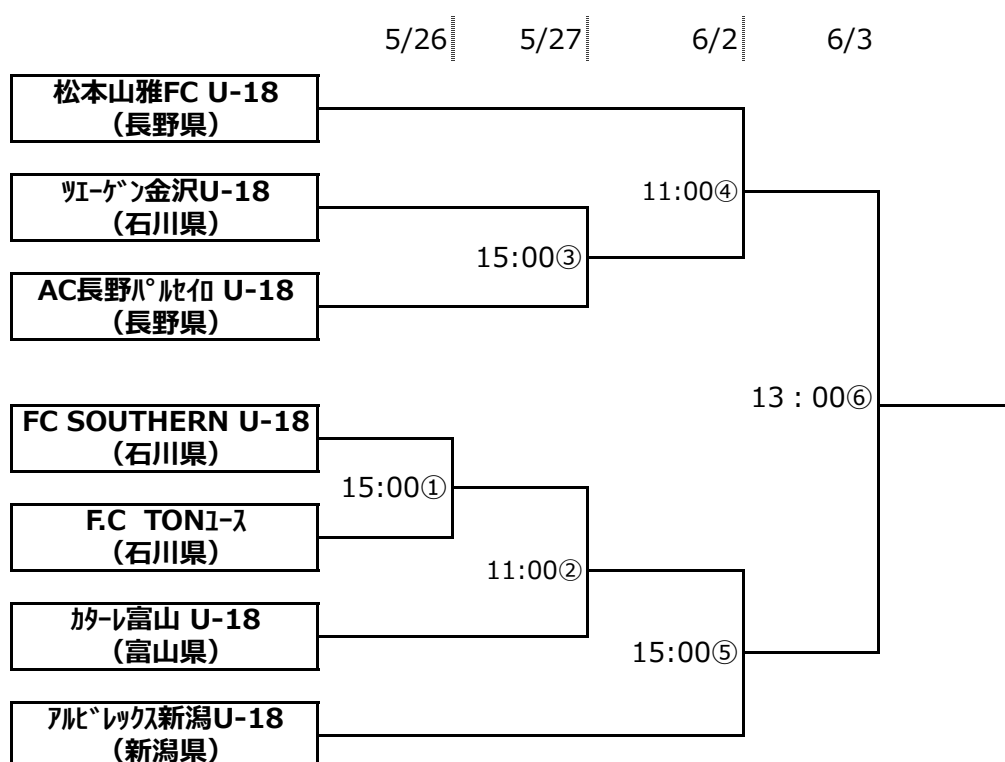 5/26 5/27 6/2 6/3
松本山雅FC U-18
（長野県）
ﾂｴｰｹﾞﾝ金沢U-18
（石川県）
11:00④
15:00③
AC長野ﾊﾟﾙｾｲﾛ U-18
（長野県）
13：00⑥
FC SOUTHERN U-18
（石川県）
15:00①
F.C TONﾕｰｽ
（石川県）
11:00②
ｶﾀｰﾚ富山 U-18
（富山県）
15:00⑤
ｱﾙﾋﾞﾚｯｸｽ新潟U-18
（新潟県）